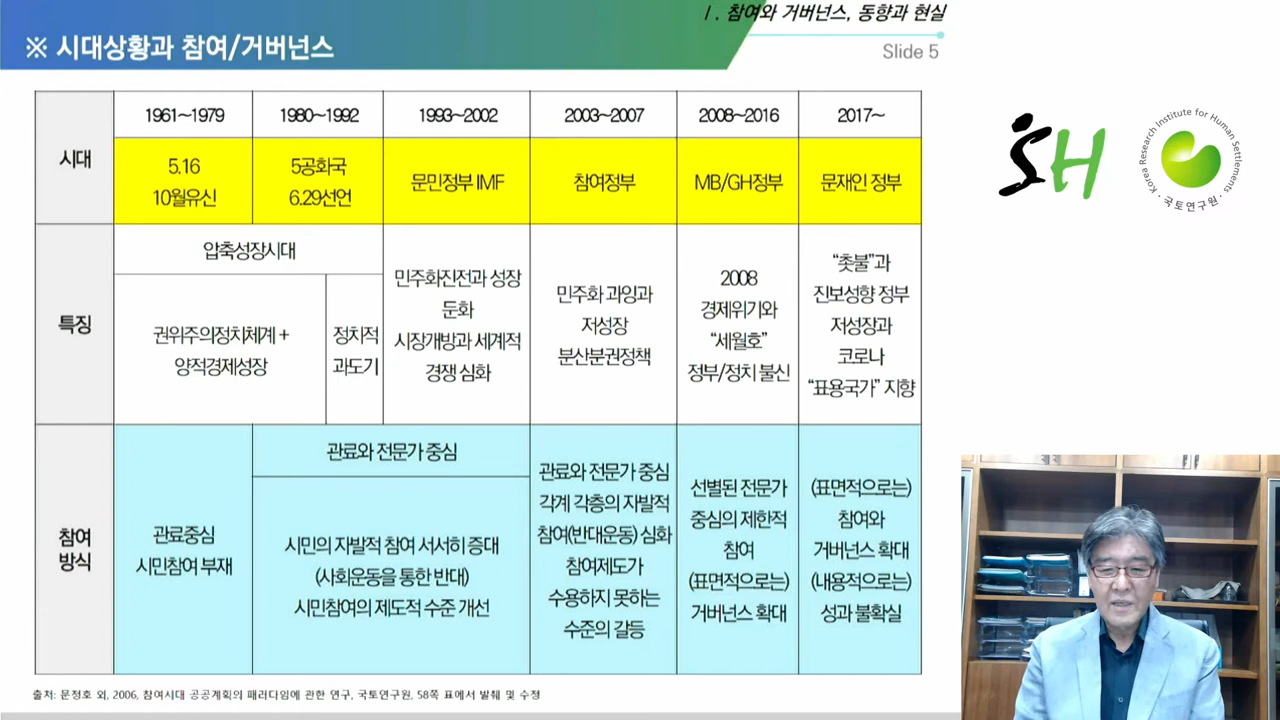 Ⅰ. 참여와 거버넌스, 동향과 현실
※ 시대상황과 참여/거버넌스
Slide 5
시대
1961~1979
1980~1992
1993~2002
2003~2007
2008~2016
2017~
5.16
10월유신
5공화국
6.29선언
문민정부 IMF
참여정부
MB/GH정부
문재인 정부
특징
압축성장시대
권위주의정치체계 +
양적경제성장
정치적
과도기
민주화진전과 성장
둔화
시장개방과 세계적
경쟁 심화
민주화 과잉과
저성장
분산분권정책
2008
경제위기와
“세월호”
정부/정치 불신
“촛불”과
진보성향 정부
저성장과
코로나
“표용국가” 지향
참여
방식
관료중심
시민참여 부재
관료와 전문가 중심
시민의 자발적 참여 서서히 증대
(사회운동을 통한 반대)
시민참여의 제도적 수준 개선
관료와 전문가 중심
각계 각층의 자발적
참여(반대운동) 심화
참여제도가
수용하지 못하는
수준의 갈등
선별된 전문가
중심의 제한적
참여
(표면적으로는)
거버넌스 확대
(표면적으로는)
참여와
거버넌스 확대
(내용적으로는)
성과 불확실
출처: 문정호 외, 2006, 참여시대 공공계획의 패러다임에 관한 연구, 국토연구원, 58쪽 표에서 발췌 및 수정
SH
Korea Research Institute for Human Settlements
· 국토연구원 ·